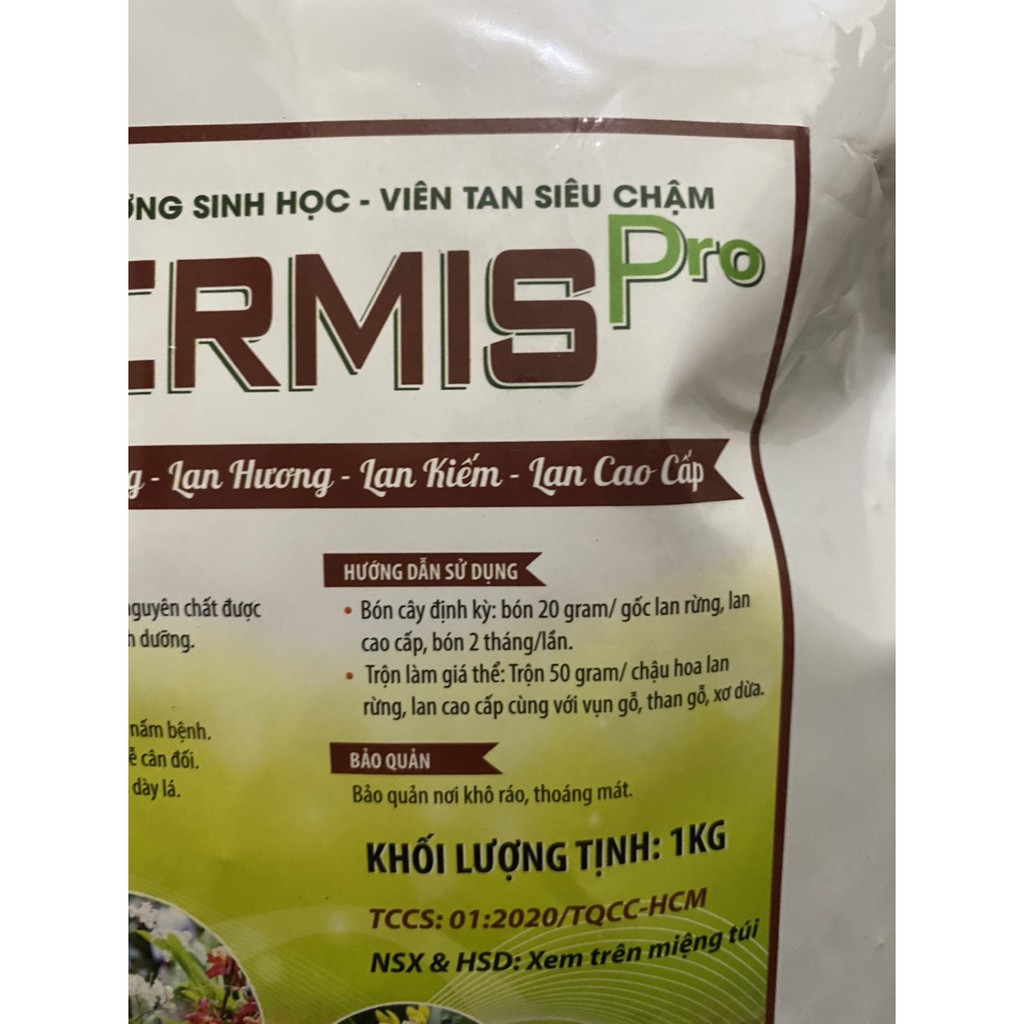 SINH HỌC - VIÊN TAN SIÊU CHẬM
Pro
- Lan Hương - Lan Kiếm - Lan Cao Cấp
HƯỚNG DẪN SỬ DỤNG
• Bón cây định kỳ: bón 20 gram/ gốc lan rừng, lan
cao cấp, bón 2 tháng/lần.
• Trộn làm giá thể: Trộn 50 gram/ chậu hoa lan
rừng, lan cao cấp cùng với vụn gỗ, than gỗ, xơ dừa.
nguyên chất được
dưỡng.
nấm bệnh.
cân đối.
dày lá.
BẢO QUẢN
Bảo quản nơi khô ráo, thoáng mát.
KHỐI LƯỢNG TỊNH: 1KG
TCCS: 01:2020/TQCC-HCM
NSX & HSD: Xem trên miệng túi